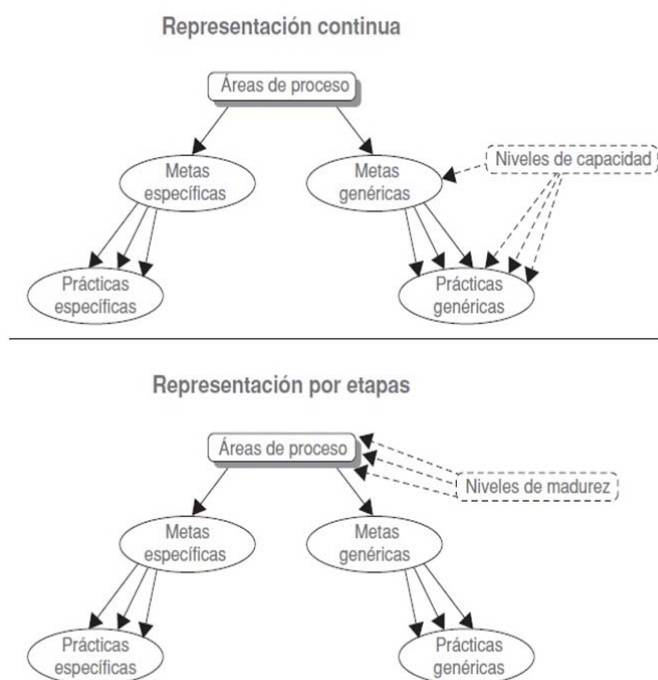 Representación continua
Áreas de proceso
Metas
específicas
Metas
genéricas
Niveles de capacidad
Prácticas
específicas
Prácticas
genéricas
Representación por etapas
Áreas de proceso
Niveles de madurez
Metas
específicas
Metas
genéricas
Prácticas
específicas
Prácticas
genéricas